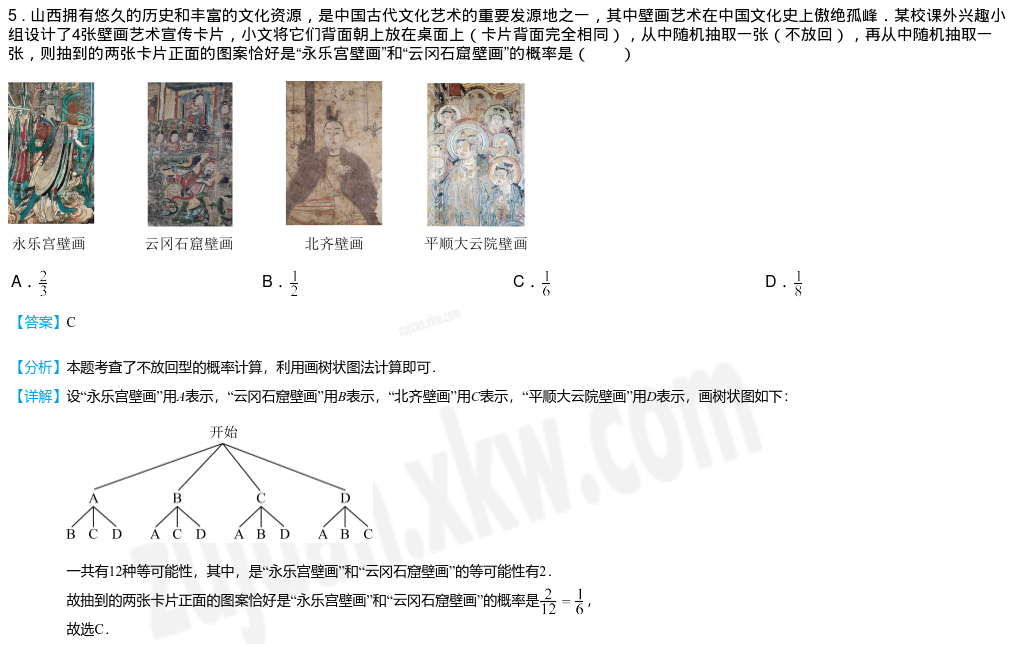 5．山西拥有悠久的历史和丰富的文化资源，是中国古代文化艺术的重要发源地之一，其中壁画艺术在中国文化史上傲绝孤峰．某校课外兴趣小
组设计了4张壁画艺术宣传卡片，小文将它们背面朝上放在桌面上（卡片背面完全相同），从中随机抽取一张（不放回），再从中随机抽取一
张，则抽到的两张卡片正面的图案恰好是“永乐宫壁画”和“云冈石窟壁画”的概率是（　　）
永乐宫壁画 云冈石窟壁画 北齐壁画 平顺大云院壁画
A．2/3 B．1/2 C．1/6 D．1/8
【答案】C
zujuan.xkw.com
【分析】本题考查了不放回型的概率计算，利用画树状图法计算即可．
【详解】设“永乐宫壁画”用A表示，“云冈石窟壁画”用B表示，“北齐壁画”用C表示，“平顺大云院壁画”用D表示，画树状图如下：
开始
A B C D
B C D A C D A B D A B C
zujuan.xkw.com
一共有12种等可能性，其中，是“永乐宫壁画”和“云冈石窟壁画”的等可能性有2．
故抽到的两张卡片正面的图案恰好是“永乐宫壁画”和“云冈石窟壁画”的概率是2/12＝1/6，
故选C．